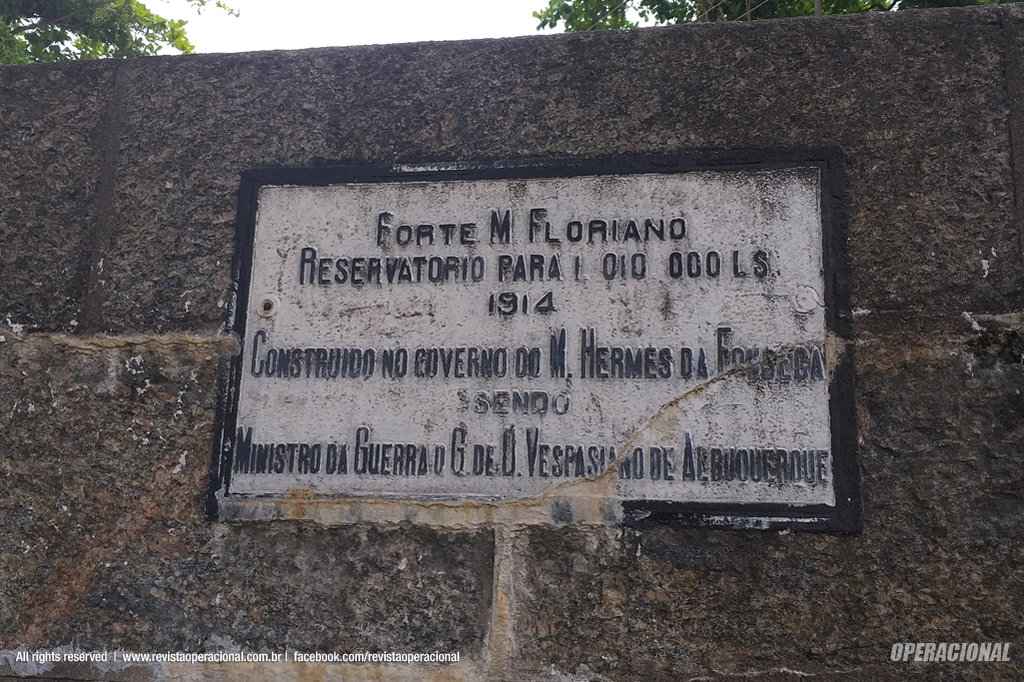 FORTE M FLORIANO
RESERVATORIO PARA 1 010 000 LS.
1914
CONSTRUIDO NO GOVERNO DO M. HERMES DA FONSECA
SENDO
MINISTRO DA GUERRA O G. DE D. VESPASIANO DE ALBUQUERQUE
All rights reserved | www.revistaoperacional.com.br | facebook.com/revistaoperacional
OPERACIONAL